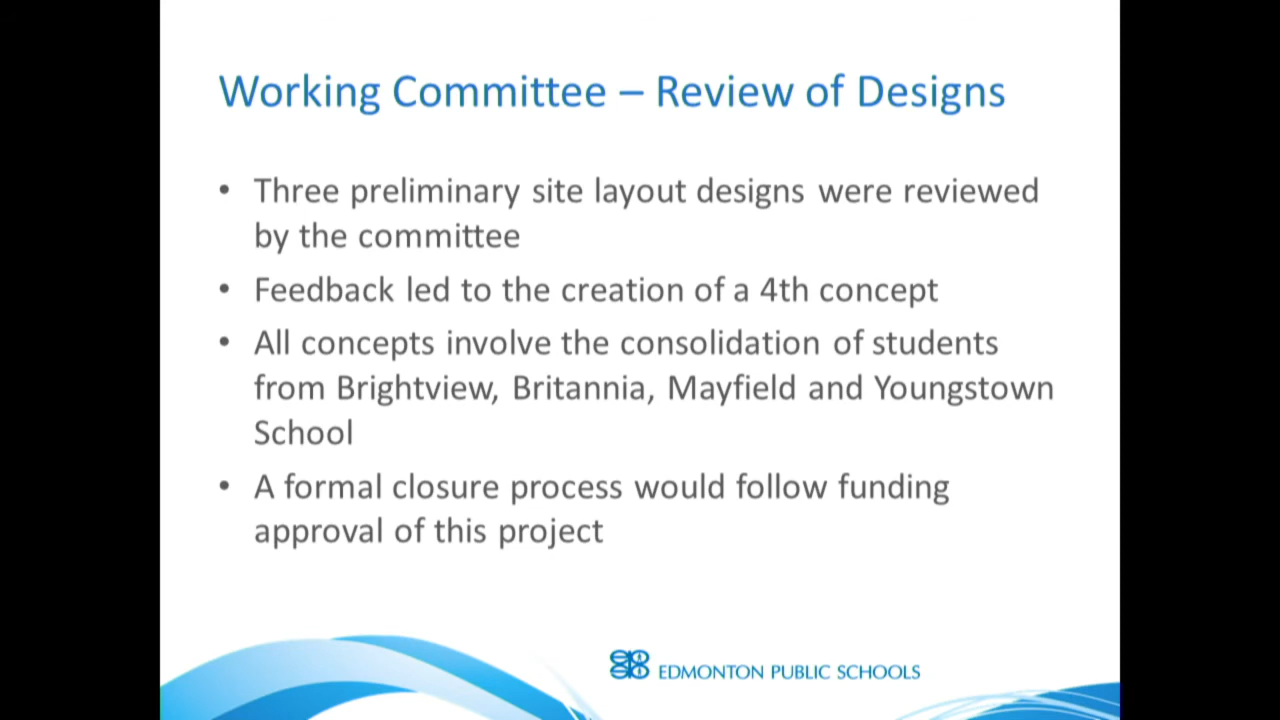 Working Committee – Review of Designs
• Three preliminary site layout designs were reviewed
by the committee
• Feedback led to the creation of a 4th concept
• All concepts involve the consolidation of students
from Brightview, Britannia, Mayfield and Youngstown
School
• A formal closure process would follow funding
approval of this project
EDMONTON PUBLIC SCHOOLS